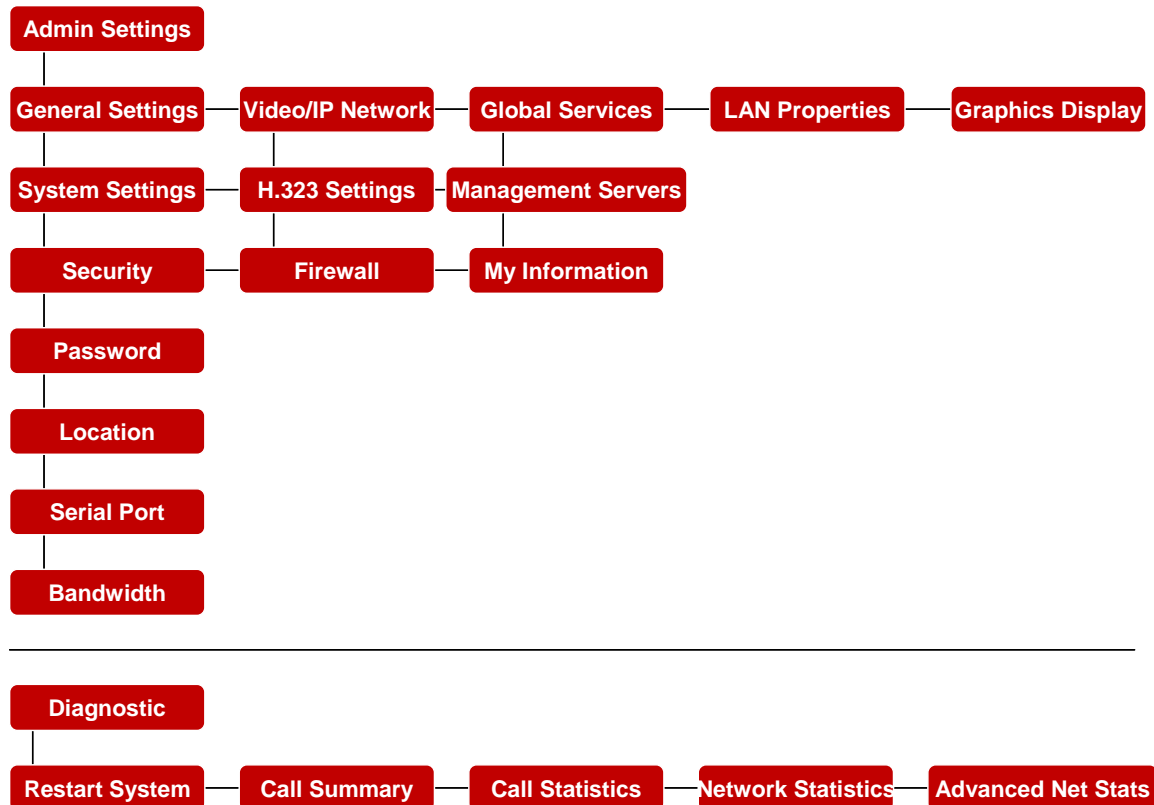 Admin Settings
General Settings
Video/IP Network
Global Services
LAN Properties
Graphics Display
System Settings
H.323 Settings
Management Servers
Security
Firewall
My Information
Password
Location
Serial Port
Bandwidth
Diagnostic
Restart System
Call Summary
Call Statistics
Network Statistics
Advanced Net Stats